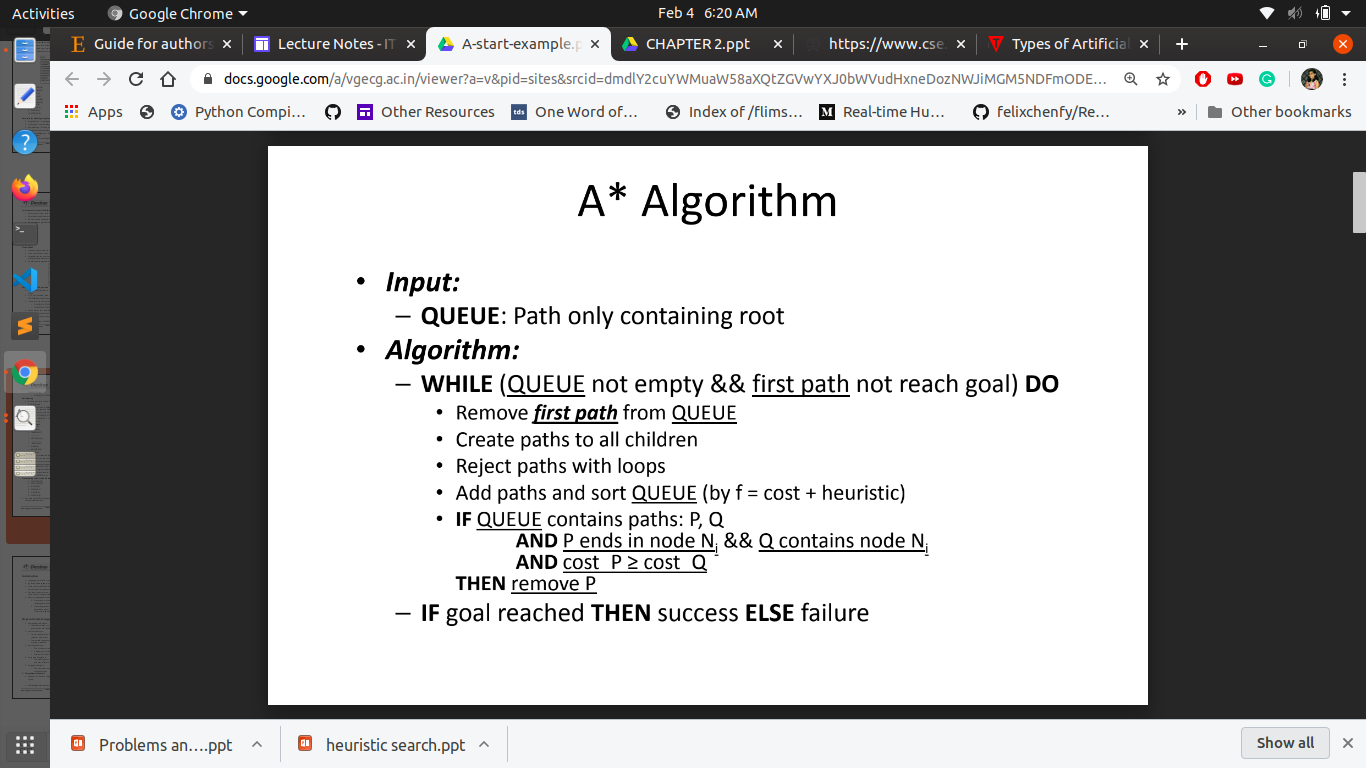 Activities
Google Chrome
Feb 4 6:20 AM
Guide for authors
Lecture Notes - IT
A-start-example.p
CHAPTER 2.ppt
https://www.cse.
Types of Artificial
docs.google.com/a/vgecg.ac.in/viewer?a=v&pid=sites&srcid=dmdlY2cuYWMuaW58aXQtZGVwYXJ0bWVudHxneDozNWJiMGM5NDFmODE...
Apps
Python Compi...
Other Resources
tds
One Word of...
Index of /flims...
M
Real-time Hu...
felixchenfy/Re...
»
Other bookmarks
A* Algorithm
• Input:
– QUEUE: Path only containing root
• Algorithm:
– WHILE (QUEUE not empty && first path not reach goal) DO
• Remove first path from QUEUE
• Create paths to all children
• Reject paths with loops
• Add paths and sort QUEUE (by f = cost + heuristic)
• IF QUEUE contains paths: P, Q
AND P ends in node Ni && Q contains node Ni
AND cost_P ≥ cost_Q
THEN remove P
– IF goal reached THEN success ELSE failure
Problems an....ppt
heuristic search.ppt
Show all